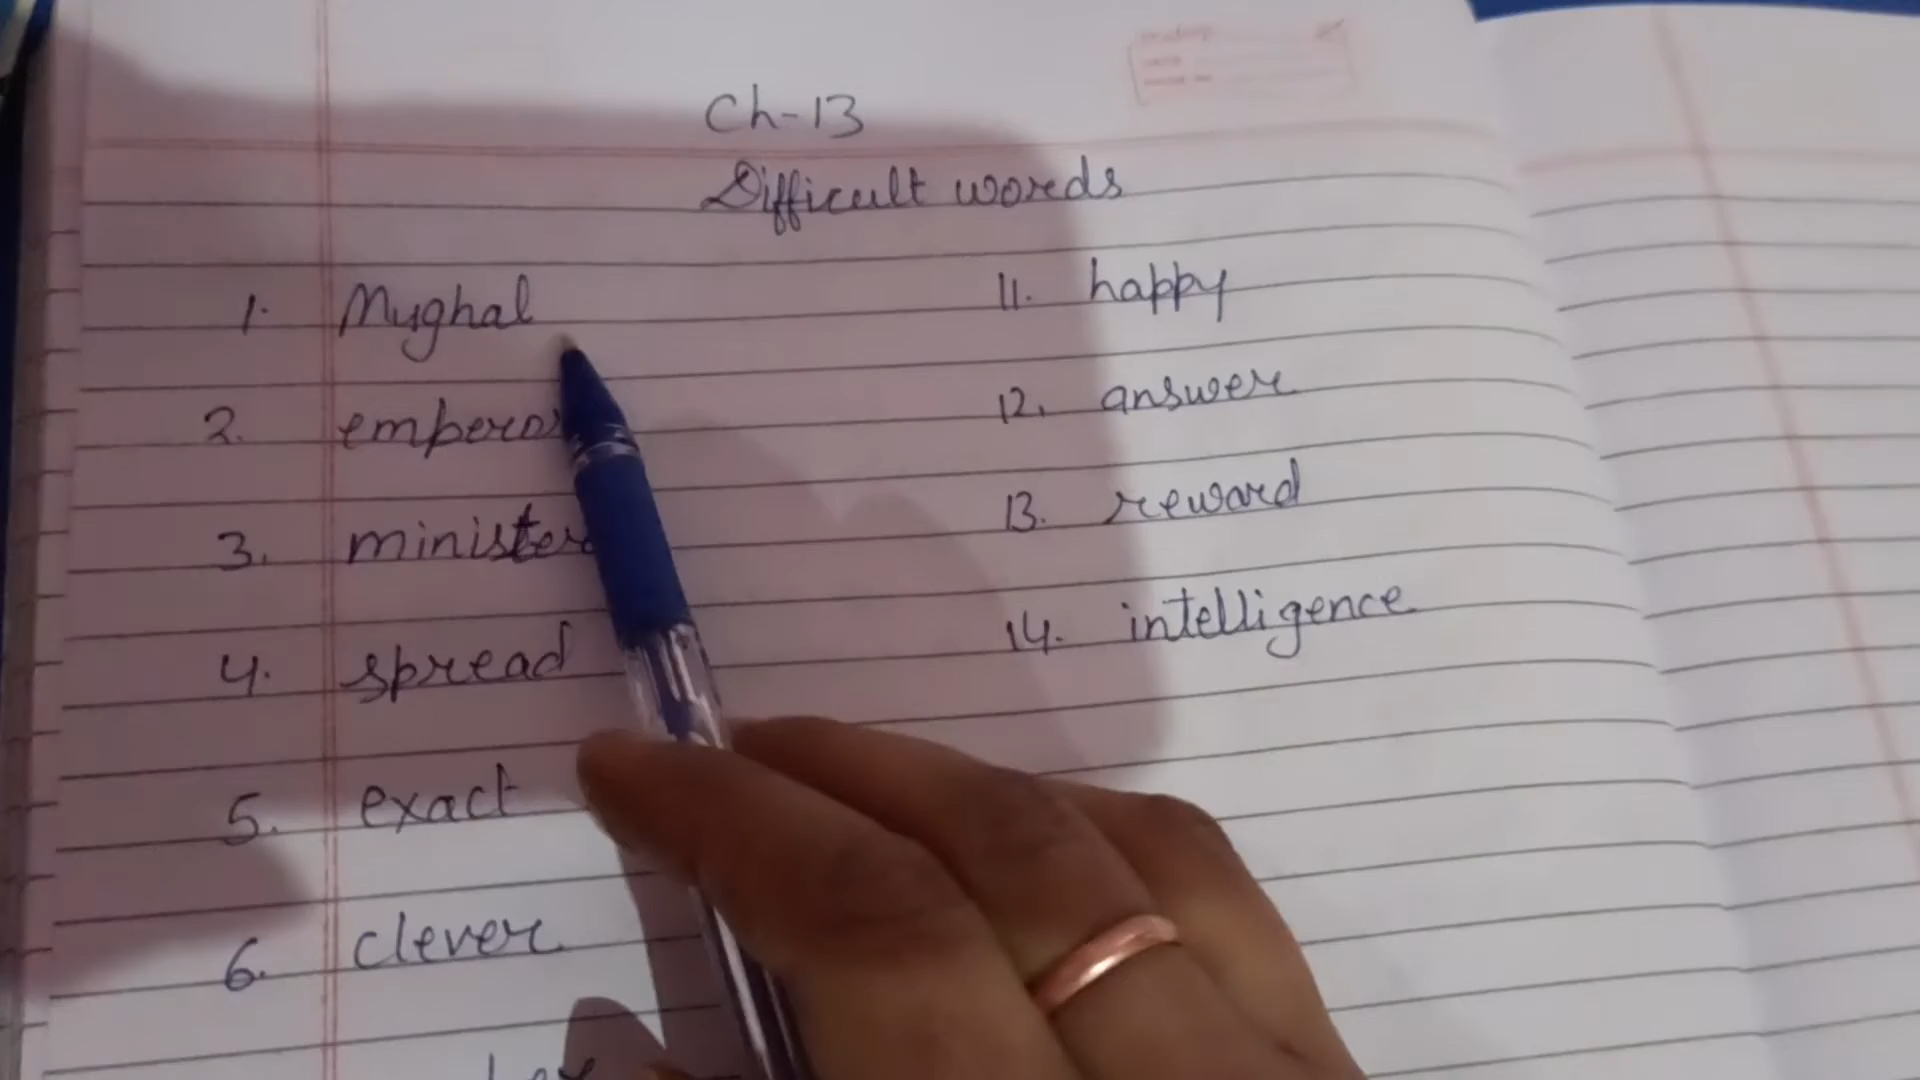 Ch-13
Difficult words
1. Mughal
2. emperor
3. minister
4. spread
5. exact
6. clever
11. happy
12. answer
13. reward
14. intelligence